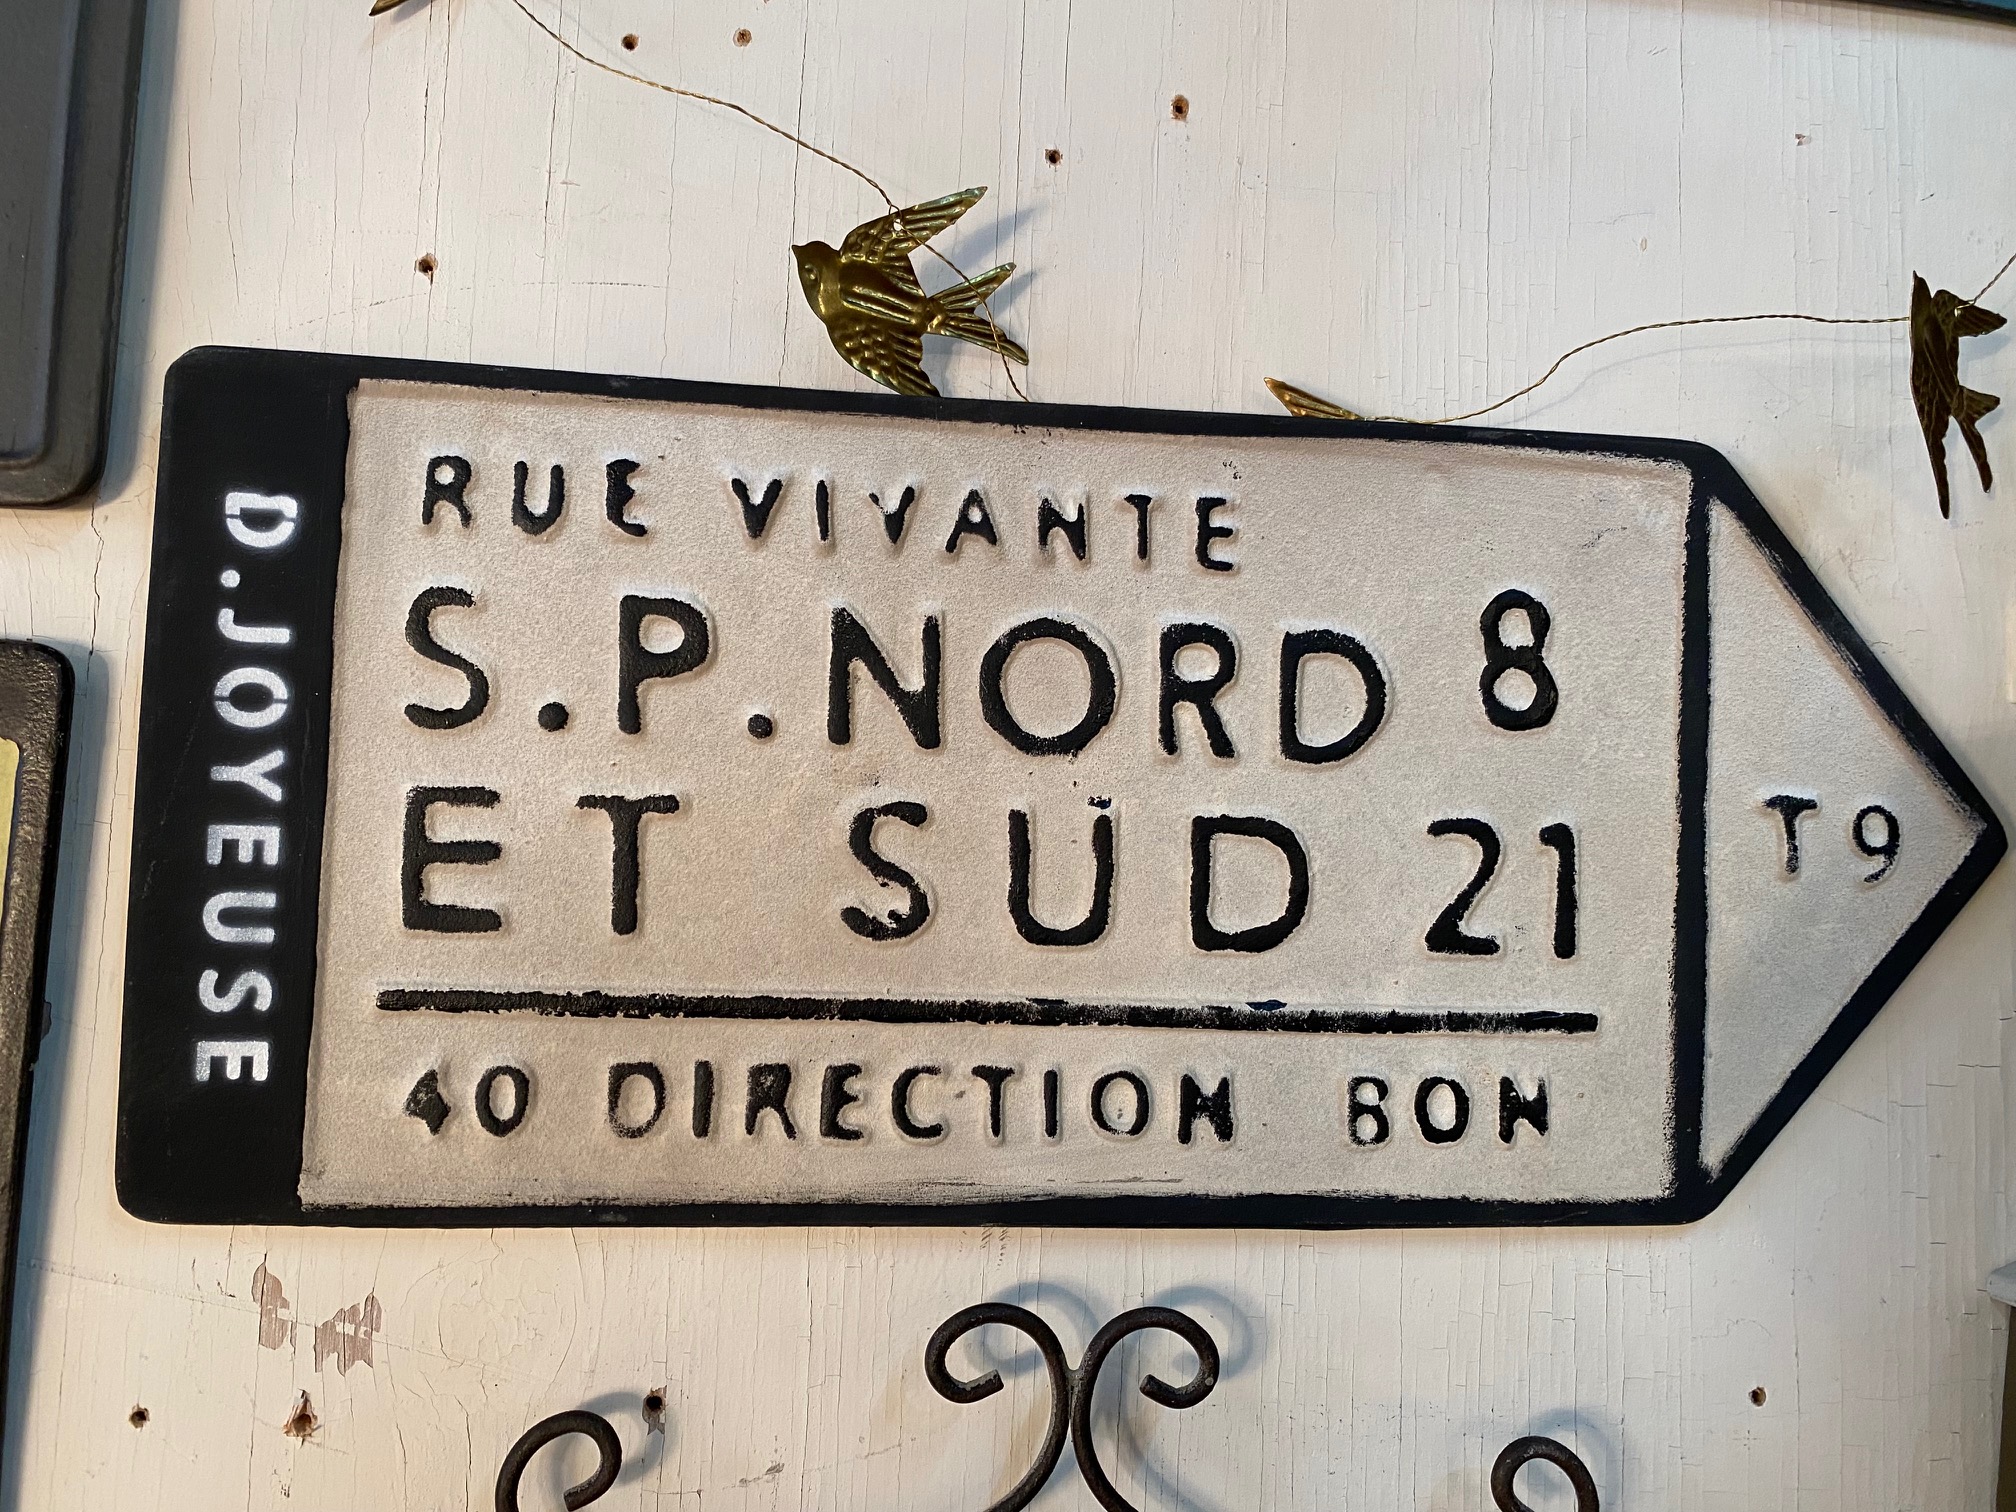 D.JOYEUSE
RUE VIVANTE
S.P.NORD 8
ET SUD 21
40 DIRECTION BON
T9